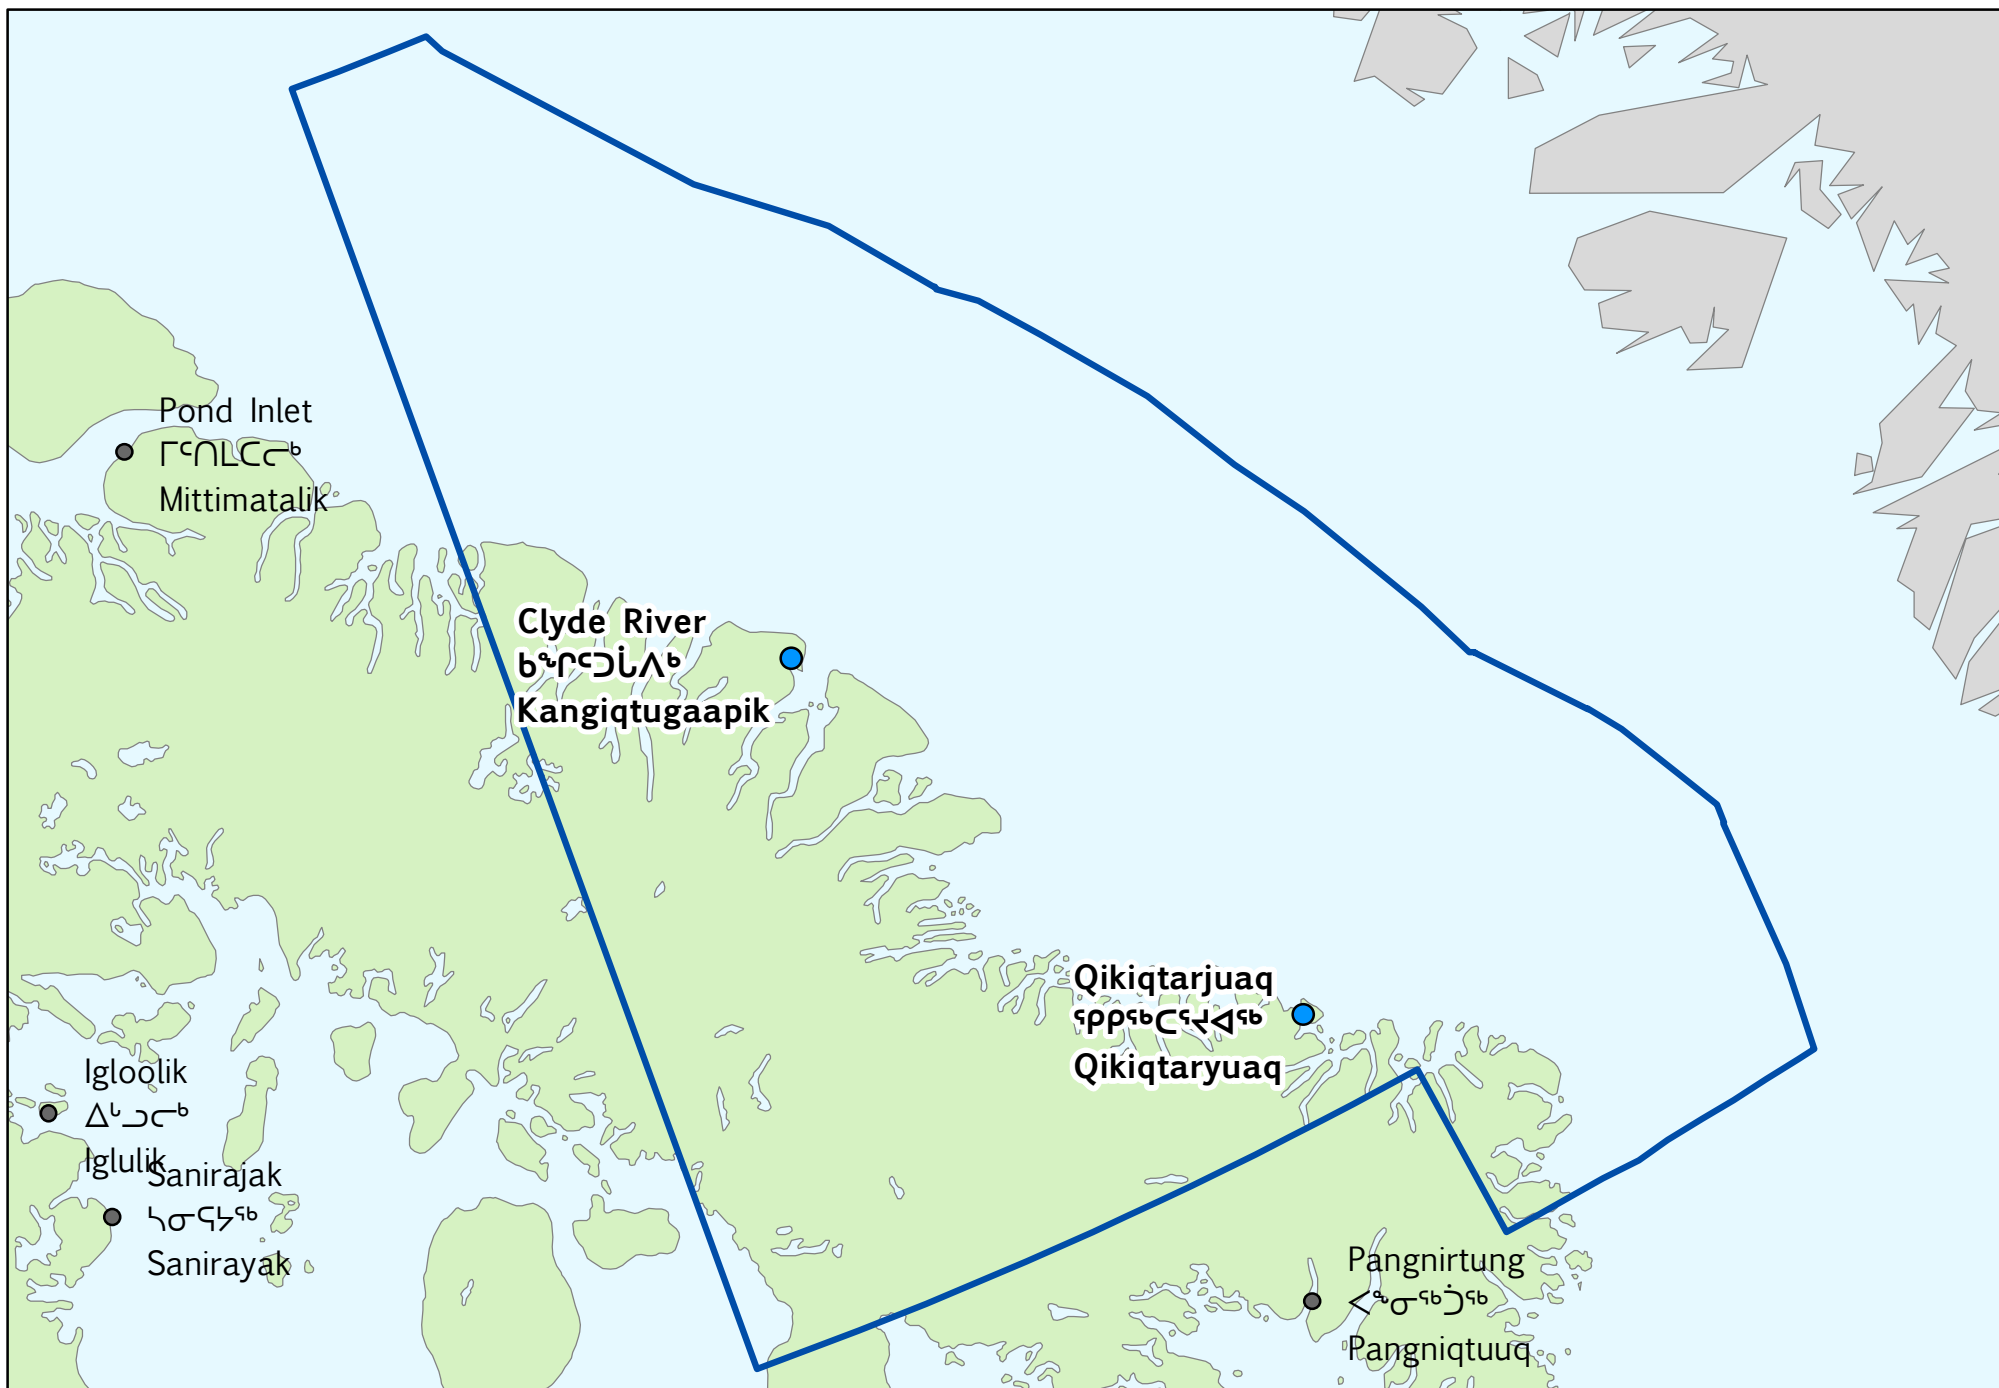 Pond Inlet
ᒥᑦᑎᒪᑕᓕᒃ
Mittimatalik
Clyde River
ᑲᖏᖅᑐᒑᐱᒃ
Kangiqtugaapik
Qikiqtarjuaq
ᕿᑭᖅᑕᕐᔪᐊᖅ
Qikiqtaryuaq
Igloolik
ᐃᒡᓗᓕᒃ
Iglulik
Sanirajak
ᓴᓂᕋᔭᖅ
Sanirayak
Pangnirtung
ᐸᖕᓂᖅᑑᖅ
Pangniqtuuq